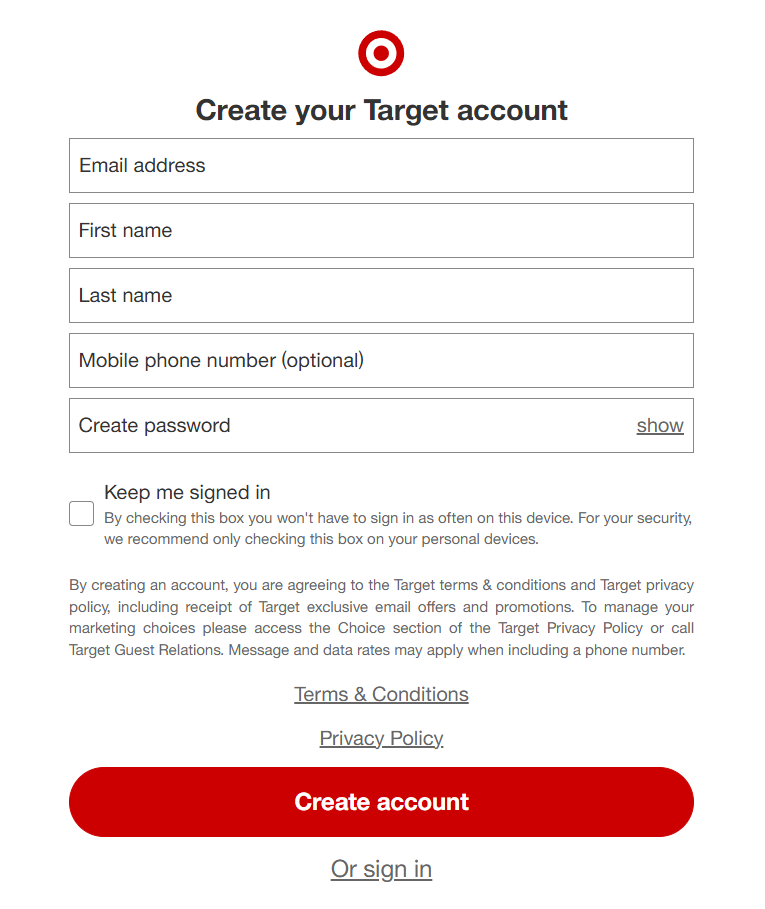 Create your Target account
Email address
First name
Last name
Mobile phone number (optional)
Create password show
Keep me signed in
By checking this box you won't have to sign in as often on this device. For your security,
we recommend only checking this box on your personal devices.
By creating an account, you are agreeing to the Target terms & conditions and Target privacy
policy, including receipt of Target exclusive email offers and promotions. To manage your
marketing choices please access the Choice section of the Target Privacy Policy or call
Target Guest Relations. Message and data rates may apply when including a phone number.
Terms & Conditions
Privacy Policy
Create account
Or sign in